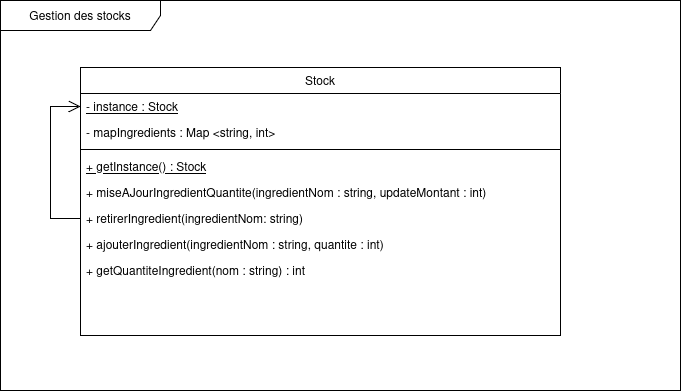 Gestion des stocks
Stock
- instance : Stock
- mapIngredients : Map <string, int>
+ getInstance() : Stock
+ miseAJourIngredientQuantite(ingredientNom : string, updateMontant : int)
+ retirerIngredient(ingredientNom: string)
+ ajouterIngredient(ingredientNom : string, quantite : int)
+ getQuantiteIngredient(nom : string) : int